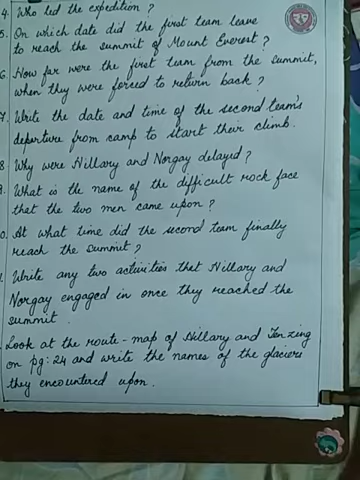 4. Who led the expedition?
5. On which date did the first team leave
to reach the summit of Mount Everest?
6. How far were the first team from the summit,
when they were forced to return back?
7. Write the date and time of the second team's
departure from camp to start their climb.
8. Why were Hillary and Norgay delayed?
9. What is the name of the difficult rock face
that the two men came upon?
0. At what time did the second team finally
reach the summit?
Write any two activities that Hillary and
Norgay engaged in once they reached the
summit.
Look at the route-map of Hillary and Tenzing
on pg: 24 and write the names of the glaciers
they encountered upon.